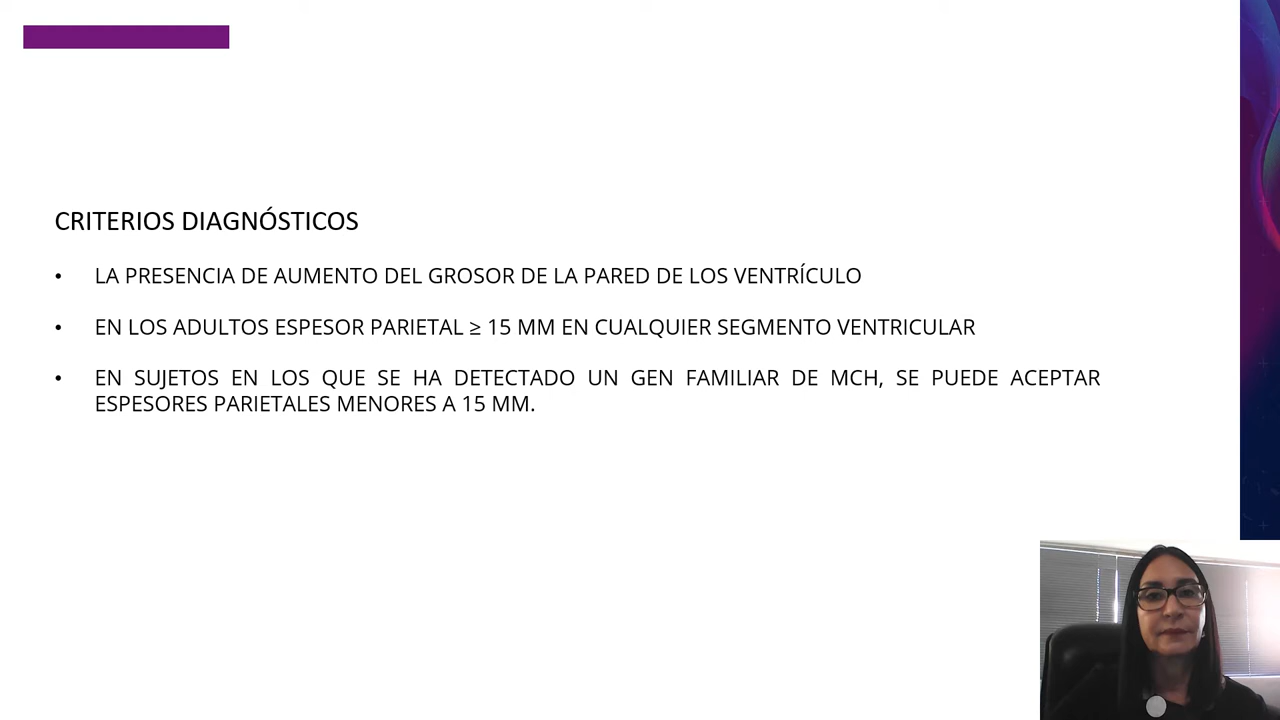 CRITERIOS DIAGNÓSTICOS
• LA PRESENCIA DE AUMENTO DEL GROSOR DE LA PARED DE LOS VENTRÍCULO
• EN LOS ADULTOS ESPESOR PARIETAL ≥ 15 MM EN CUALQUIER SEGMENTO VENTRICULAR
• EN SUJETOS EN LOS QUE SE HA DETECTADO UN GEN FAMILIAR DE MCH, SE PUEDE ACEPTAR
ESPESORES PARIETALES MENORES A 15 MM.